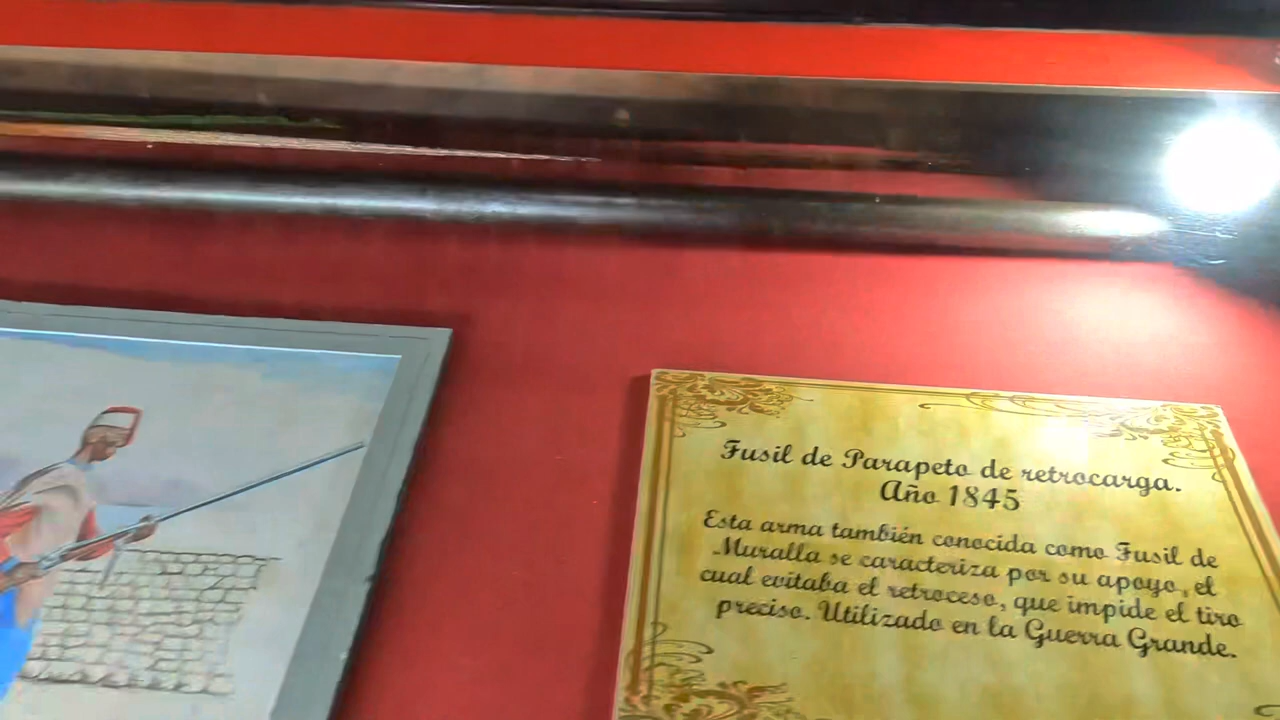 Fusil de Parapeto de retrocarga.
Año 1845
Esta arma también conocida como Fusil de
Muralla se caracteriza por su apoyo, el
cual evitaba el retroceso, que impide el tiro
preciso. Utilizado en la Guerra Grande.